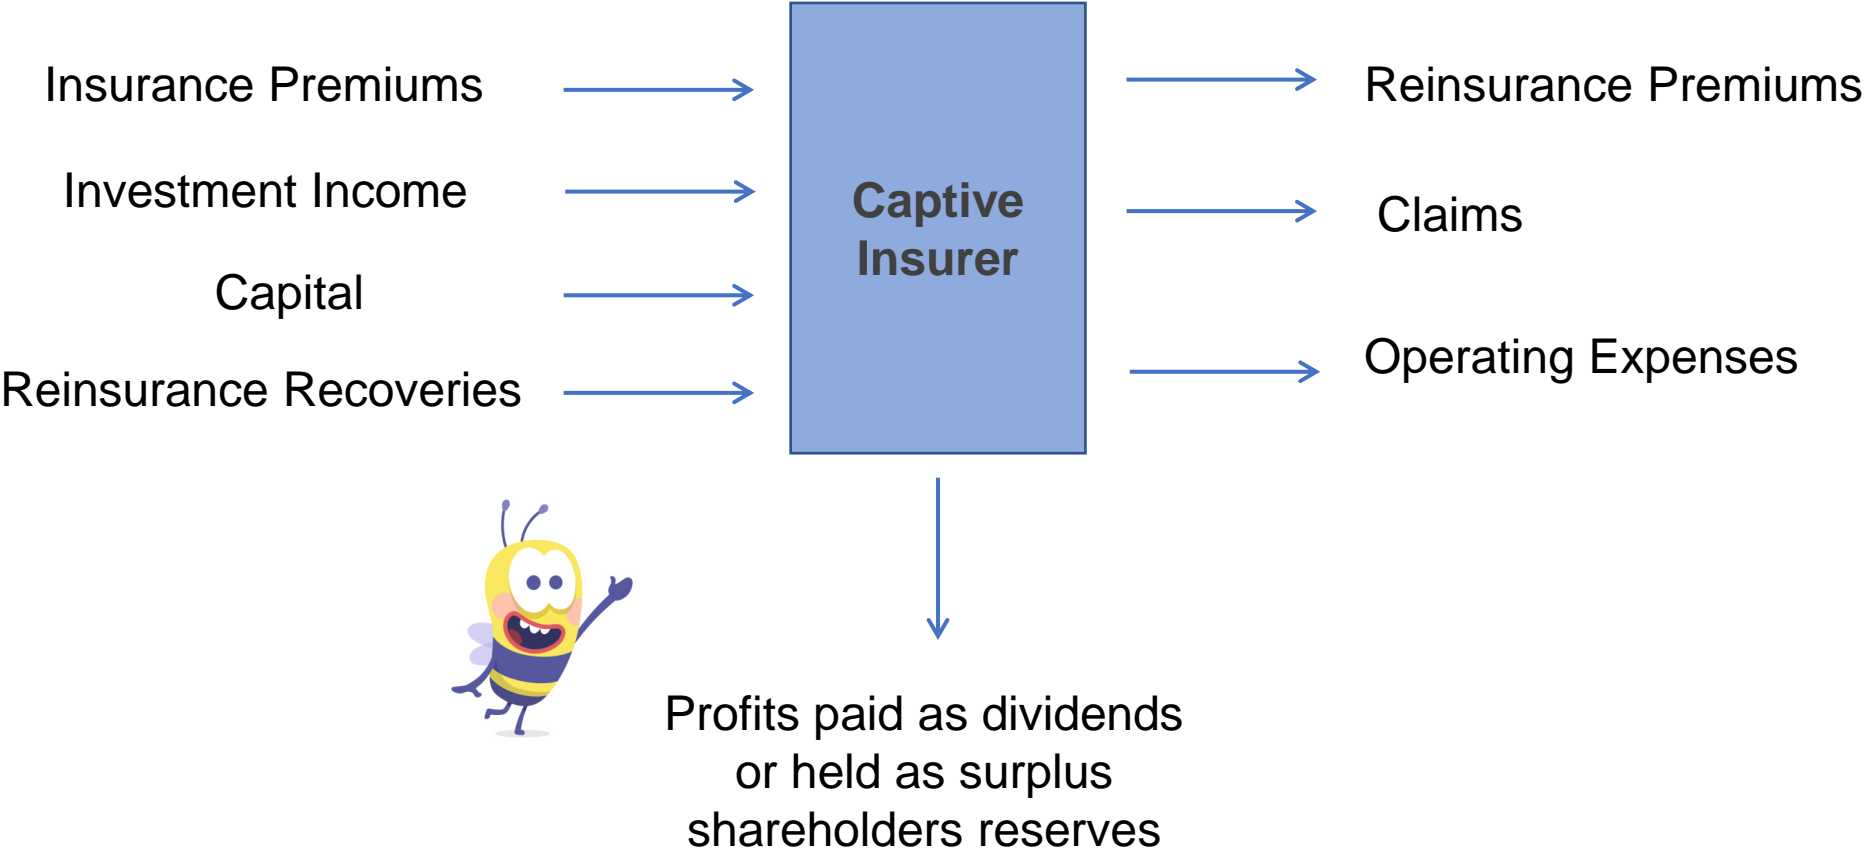 Insurance Premiums
Investment Income
Capital
Reinsurance Recoveries
Captive
Insurer
Reinsurance Premiums
Claims
Operating Expenses
Profits paid as dividends
or held as surplus
shareholders reserves